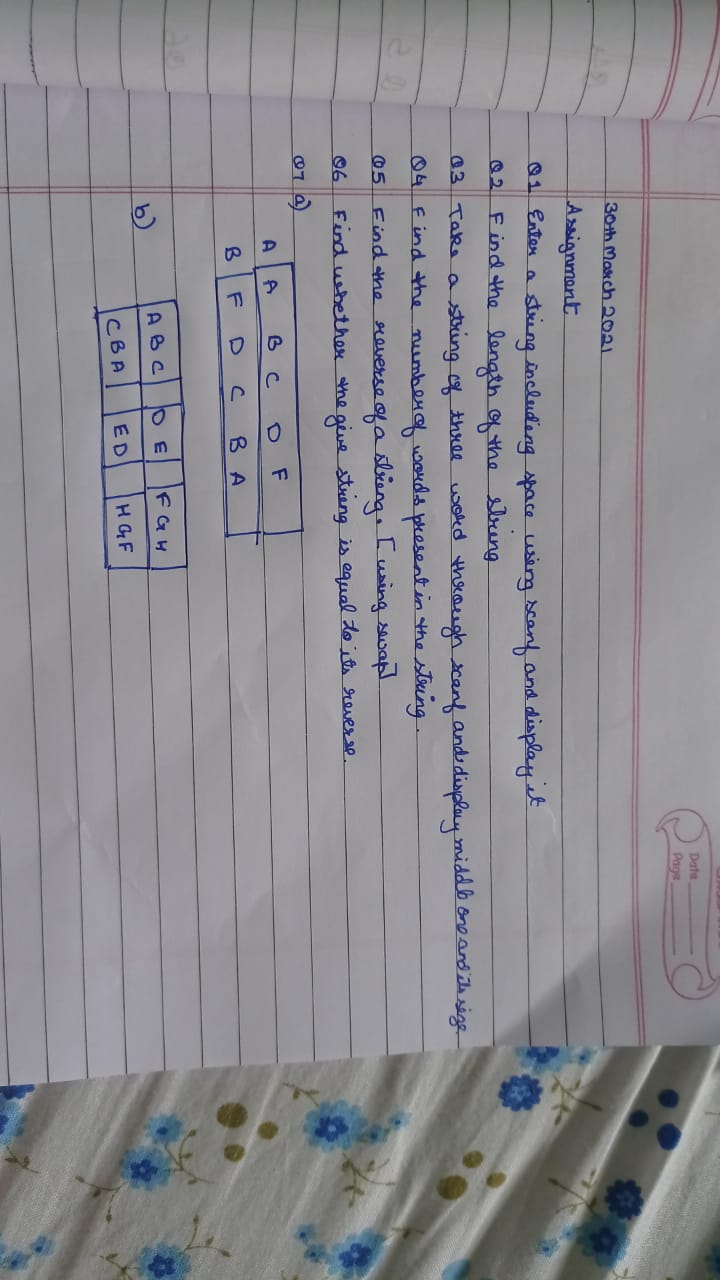 Date
Page
30th March 2021
Assignment
Q1 Enter a string including space using scanf and display it
Q2 Find the length of the string
Q3 Take a string of three word through scanf and display middle one and its size.
Q4 Find the number of words present in the string.
Q5 Find the reverse of a string. [using swap]
Q6 Find whether the give string is equal to its reverse.
Q7 a)
A A B C D F
B F D C B A
b)
ABC DE FGH
CBA ED HGF